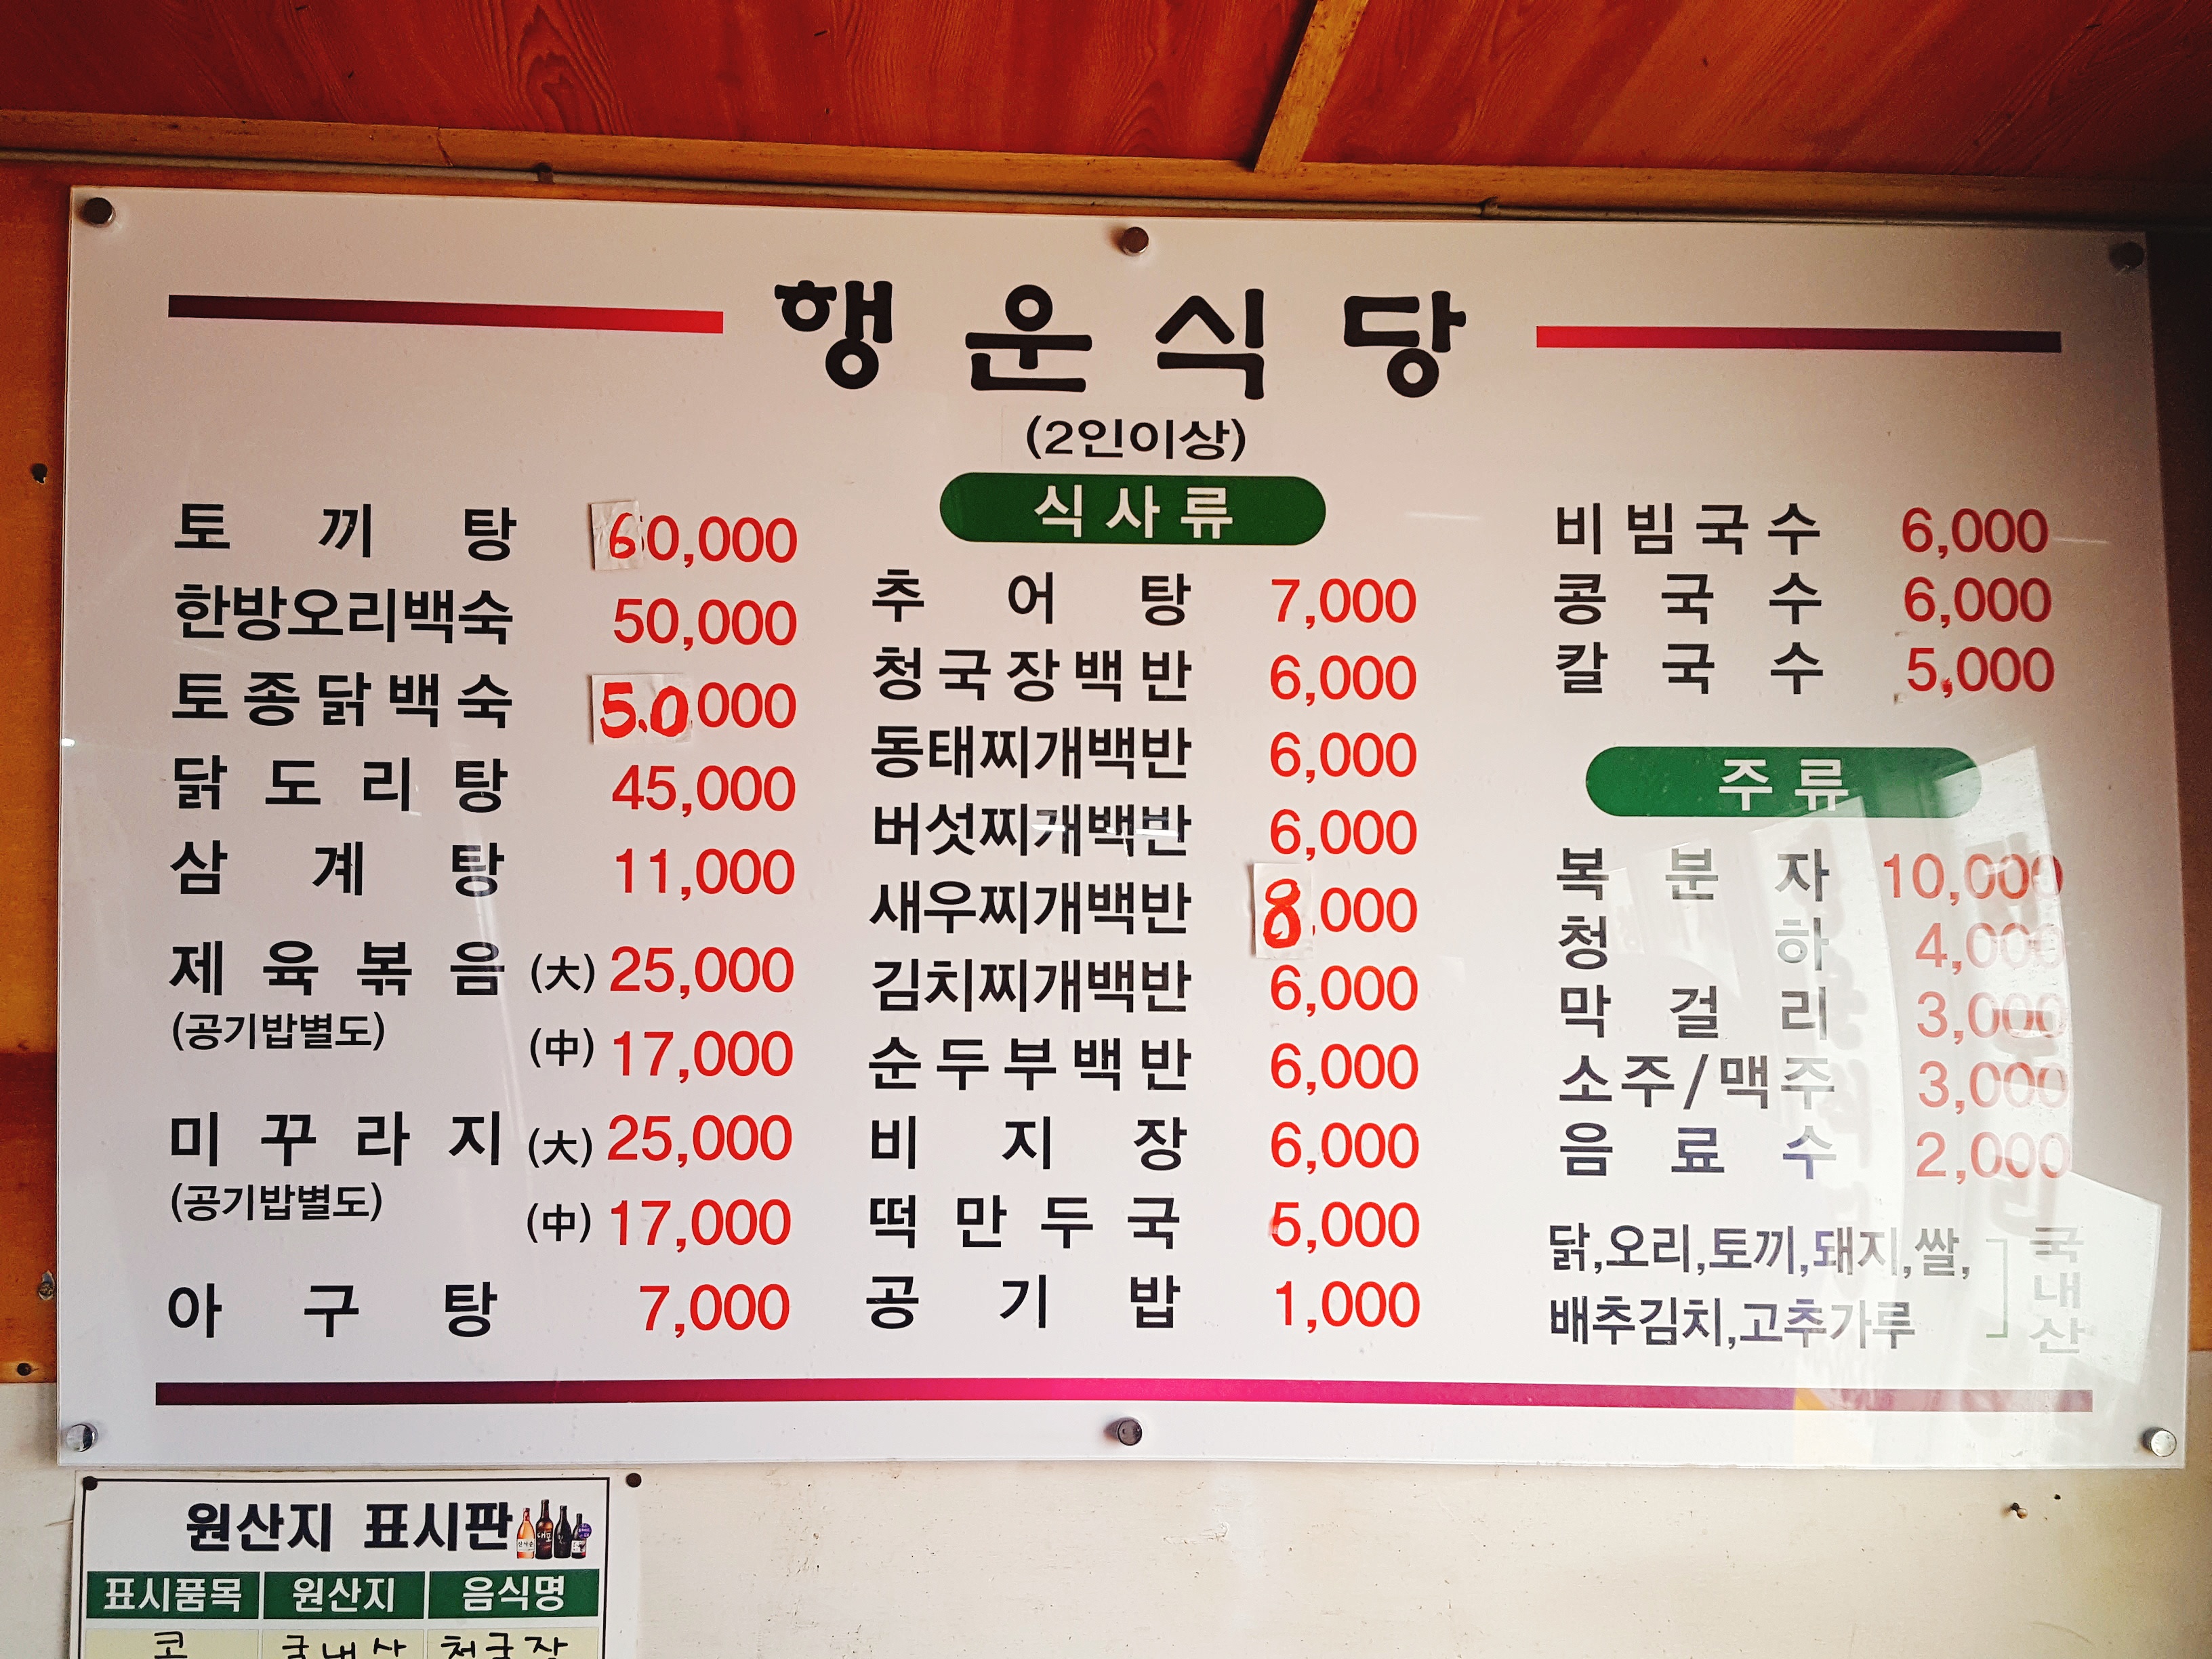 행운식당
(2인이상)
토끼탕 60,000
한방오리백숙 50,000
토종닭백숙 50,000
닭도리탕 45,000
삼계탕 11,000
제육볶음 (大) 25,000
(공기밥별도) (中) 17,000
미꾸라지 (大) 25,000
(공기밥별도) (中) 17,000
아구탕 7,000
식사류
추어탕 7,000
청국장백반 6,000
동태찌개백반 6,000
버섯찌개백반 6,000
새우찌개백반 8,000
김치찌개백반 6,000
순두부백반 6,000
비지장 6,000
떡만두국 5,000
공기밥 1,000
비빔국수 6,000
콩국수 6,000
칼국수 5,000
주류
복분자 10,000
청하 4,000
막걸리 3,000
소주/맥주 3,000
음료수 2,000
닭,오리,토끼,돼지,쌀,
배추김치,고추가루
국내산
원산지 표시판
표시품목 원산지 음식명
콩 국내산 청국장